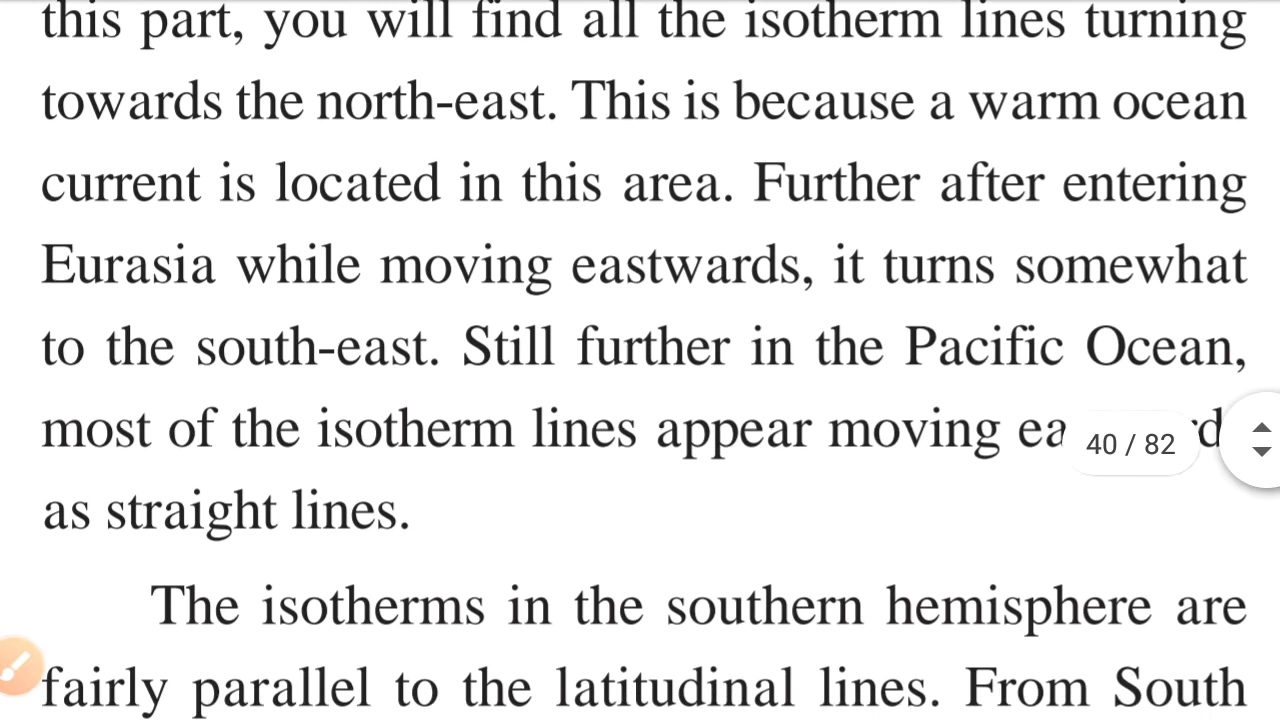 this part, you will find all the isotherm lines turning
towards the north-east. This is because a warm ocean
current is located in this area. Further after entering
Eurasia while moving eastwards, it turns somewhat
to the south-east. Still further in the Pacific Ocean,
most of the isotherm lines appear moving
40 / 82
as straight lines.
The isotherms in the southern hemisphere are
fairly parallel to the latitudinal lines. From South